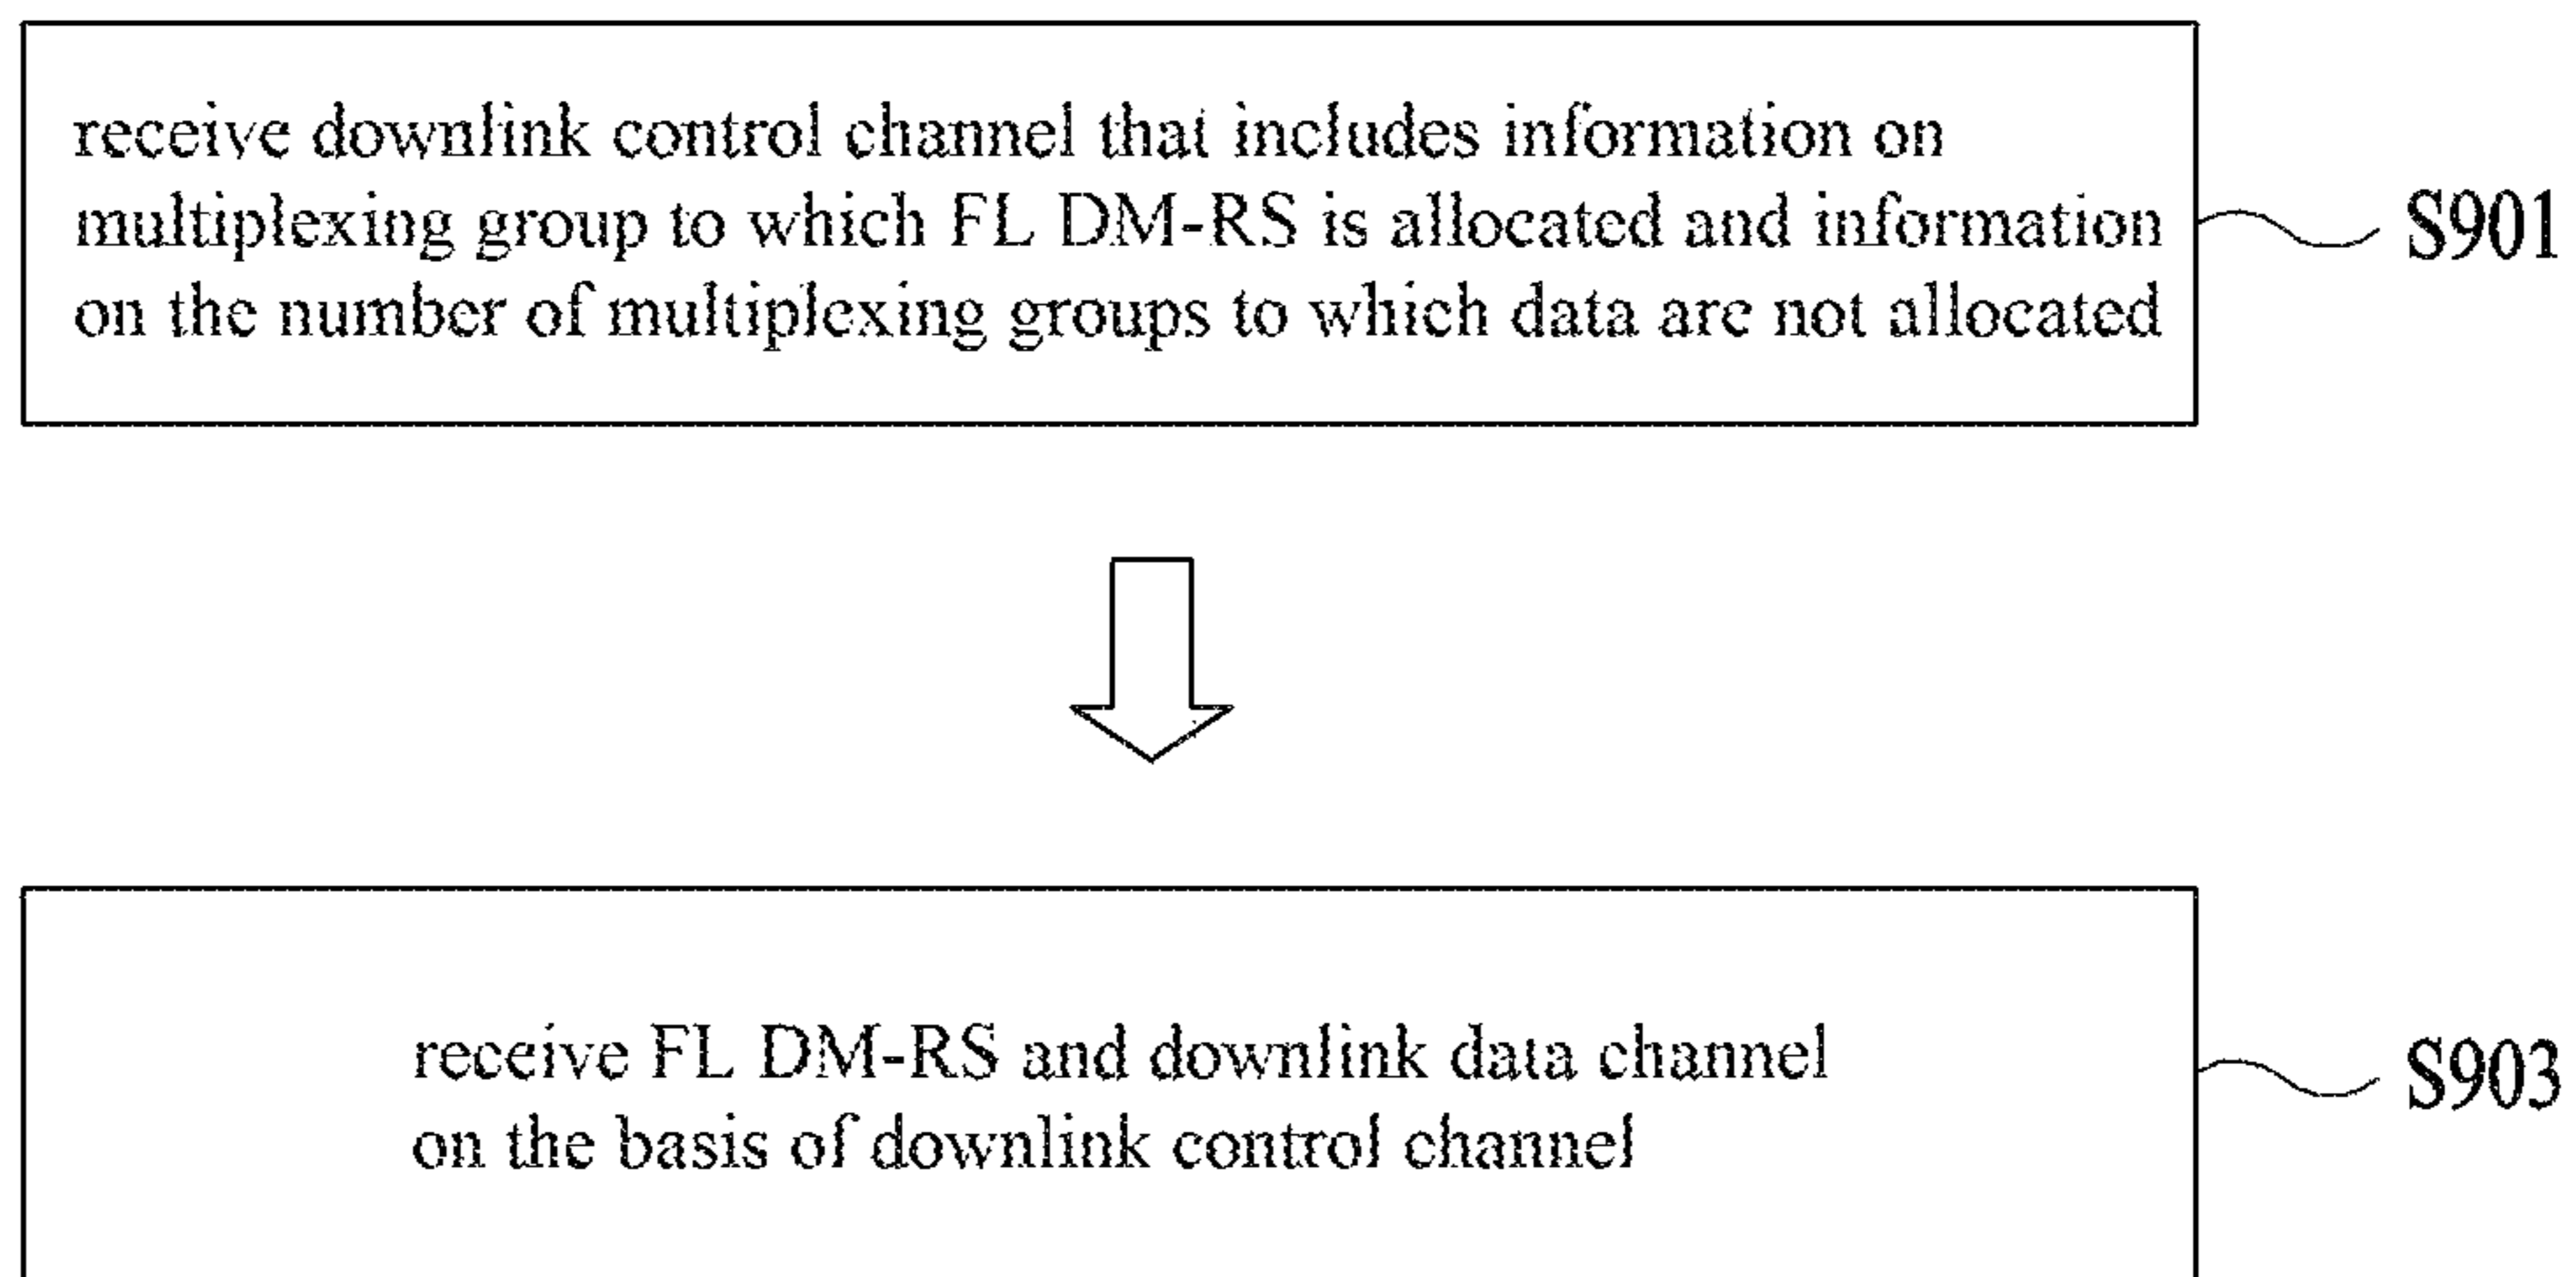 receive downlink control channel that includes information on
multiplexing group to which FL DM-RS is allocated and information
on the number of multiplexing groups to which data are not allocated
S901
receive FL DM-RS and downlink data channel
on the basis of downlink control channel
S903